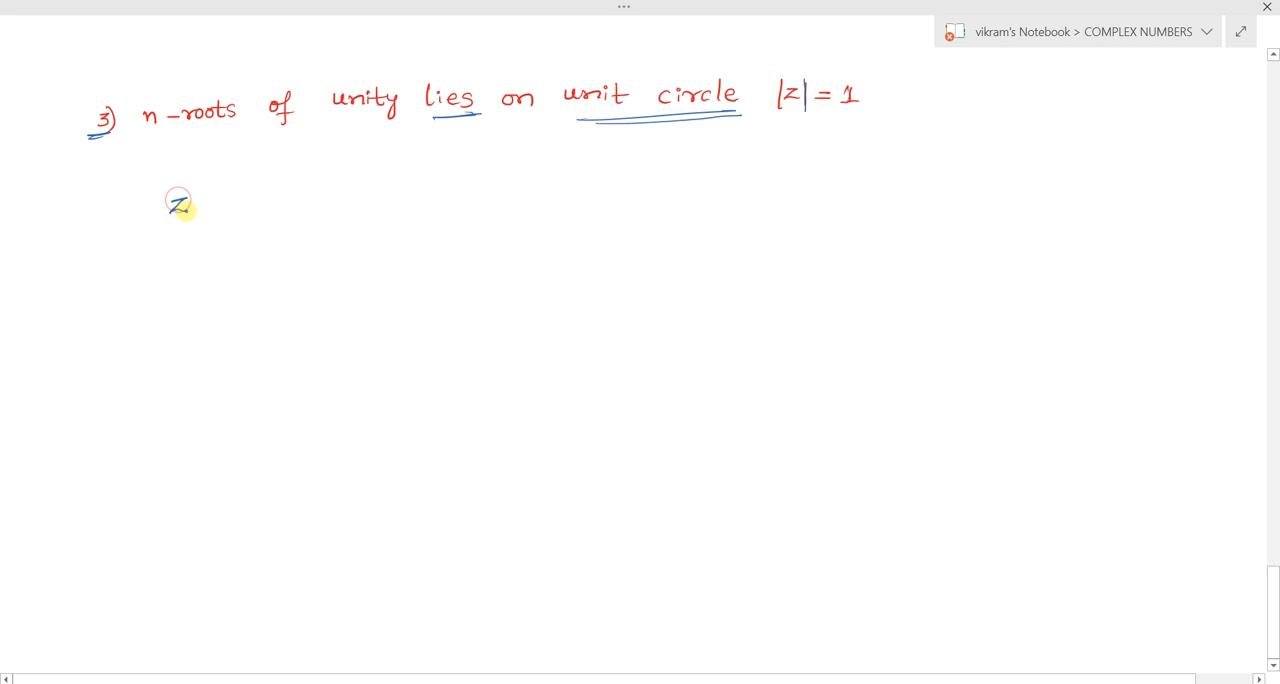 vikram's Notebook > COMPLEX NUMBERS
3) n-roots of unity lies on unit circle |z| = 1
z